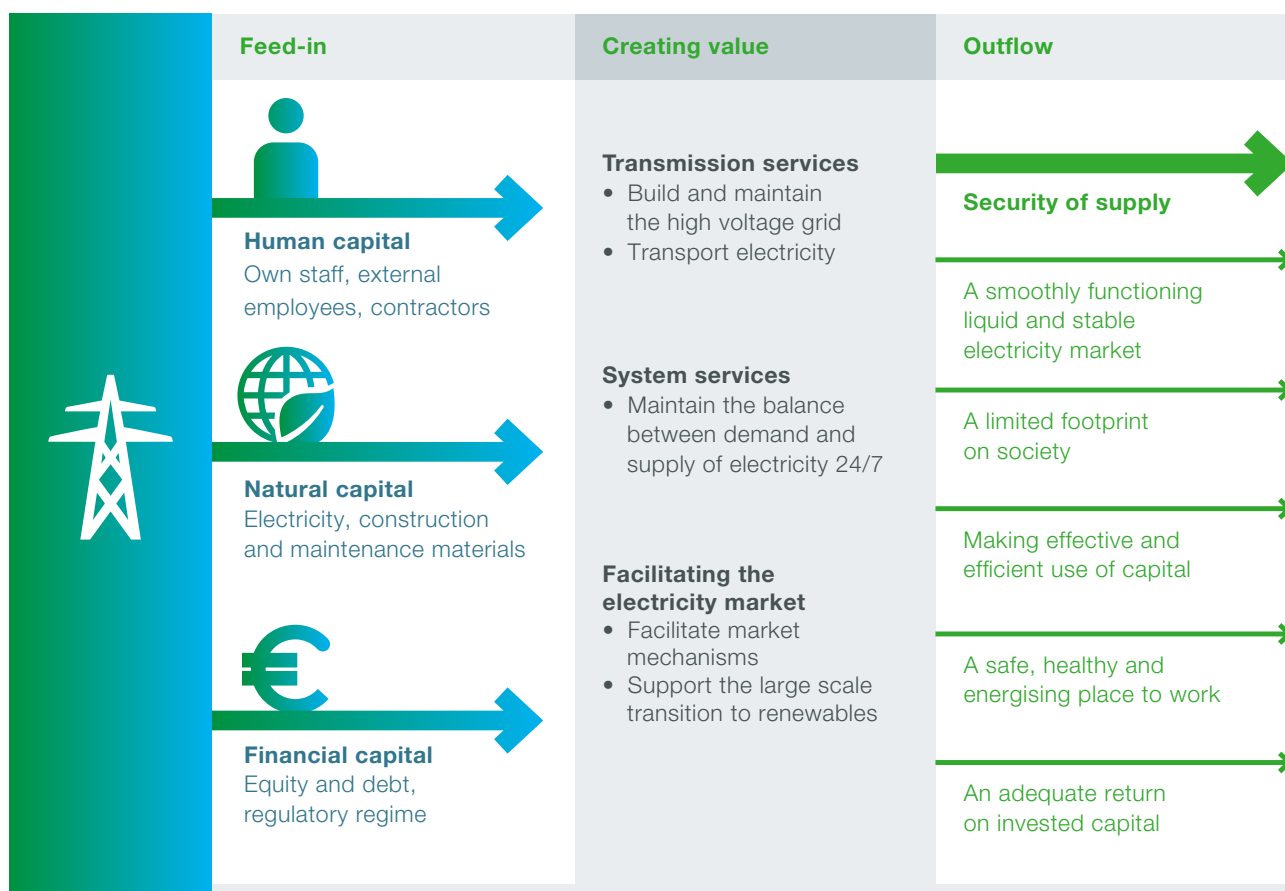 Feed-in
Creating value
Outflow
Human capital
Own staff, external
employees, contractors
Natural capital
Electricity, construction
and maintenance materials
Financial capital
Equity and debt,
regulatory regime
Transmission services
• Build and maintain
the high voltage grid
• Transport electricity
System services
• Maintain the balance
between demand and
supply of electricity 24/7
Facilitating the
electricity market
• Facilitate market
mechanisms
• Support the large scale
transition to renewables
Security of supply
A smoothly functioning
liquid and stable
electricity market
A limited footprint
on society
Making effective and
efficient use of capital
A safe, healthy and
energising place to work
An adequate return
on invested capital